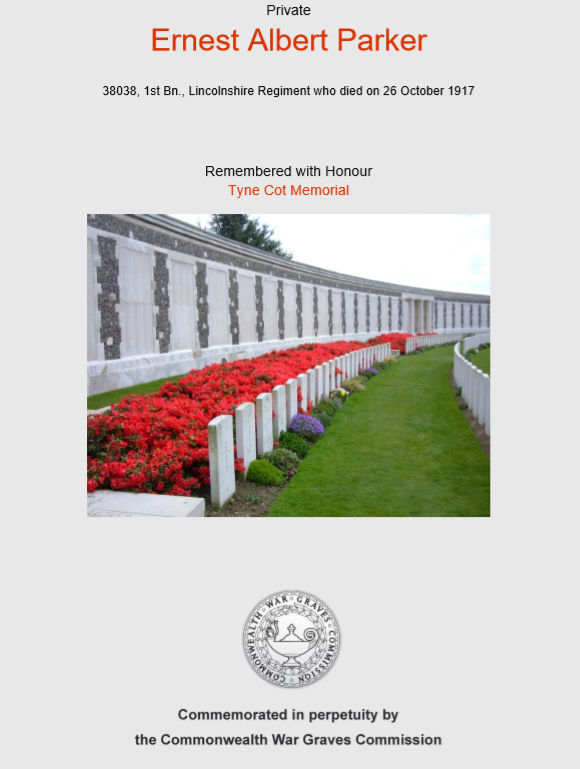 Private
Ernest Albert Parker
38038, 1st Bn., Lincolnshire Regiment who died on 26 October 1917
Remembered with Honour
Tyne Cot Memorial
COMMONWEALTH · WAR · GRAVES · COMMISSION ·
Commemorated in perpetuity by
the Commonwealth War Graves Commission